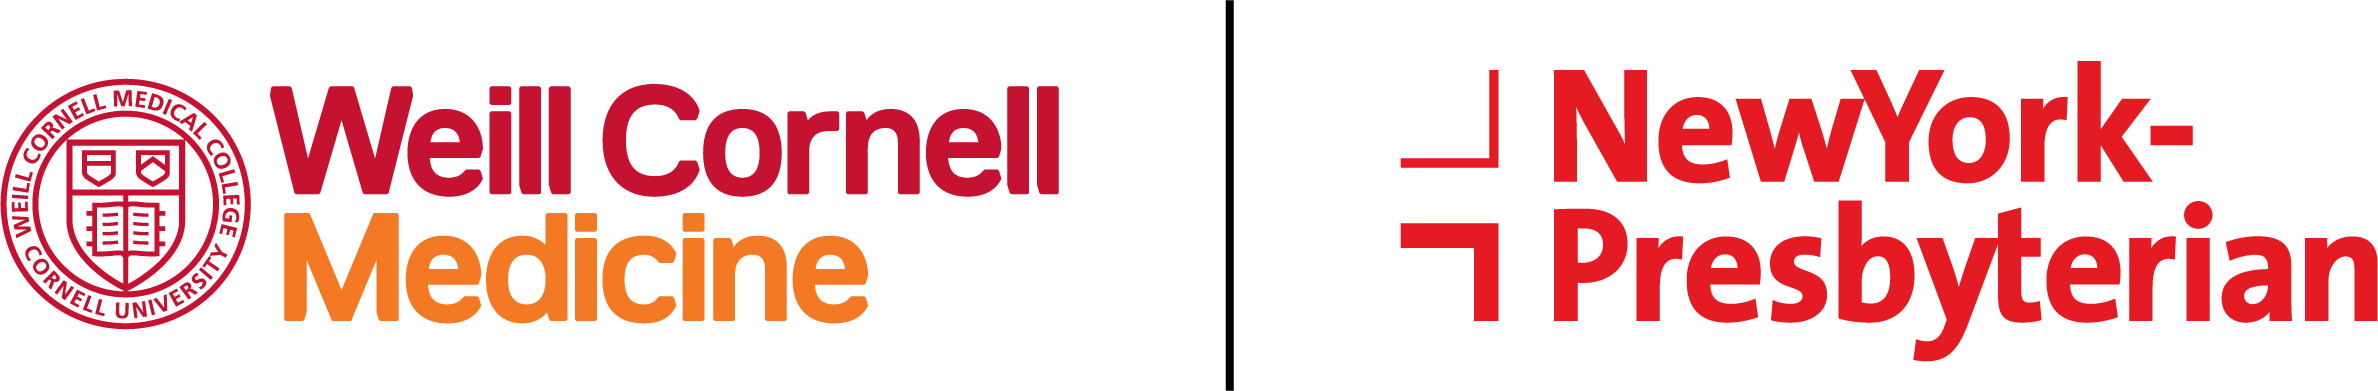 WEILL CORNELL MEDICAL COLLEGE
CORNELL UNIVERSITY
Weill Cornell
Medicine
NewYork-
Presbyterian